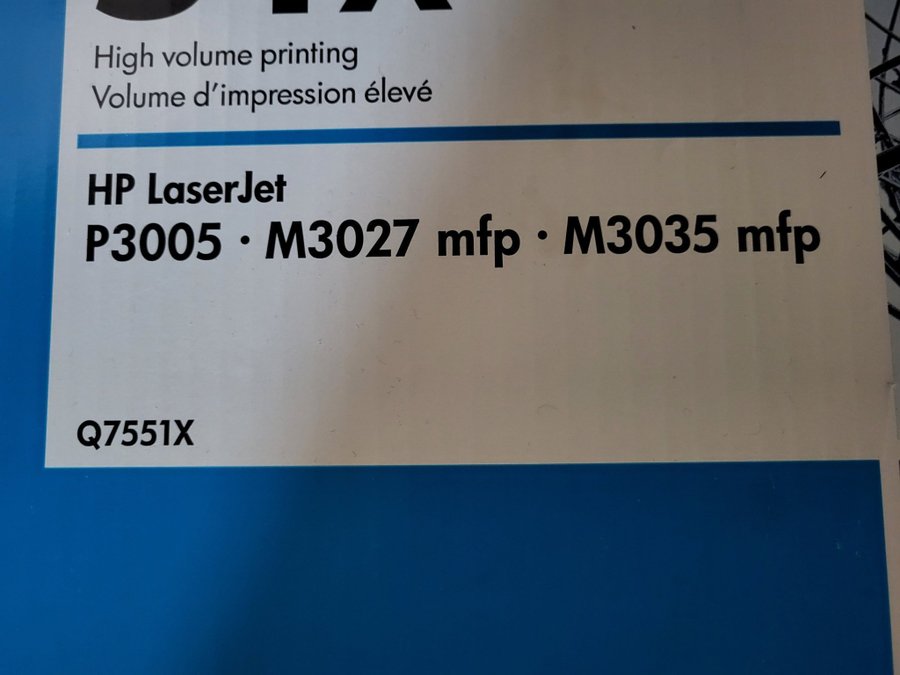 High volume printing
Volume d'impression élevé
HP LaserJet
P3005 · M3027 mfp · M3035 mfp
Q7551X